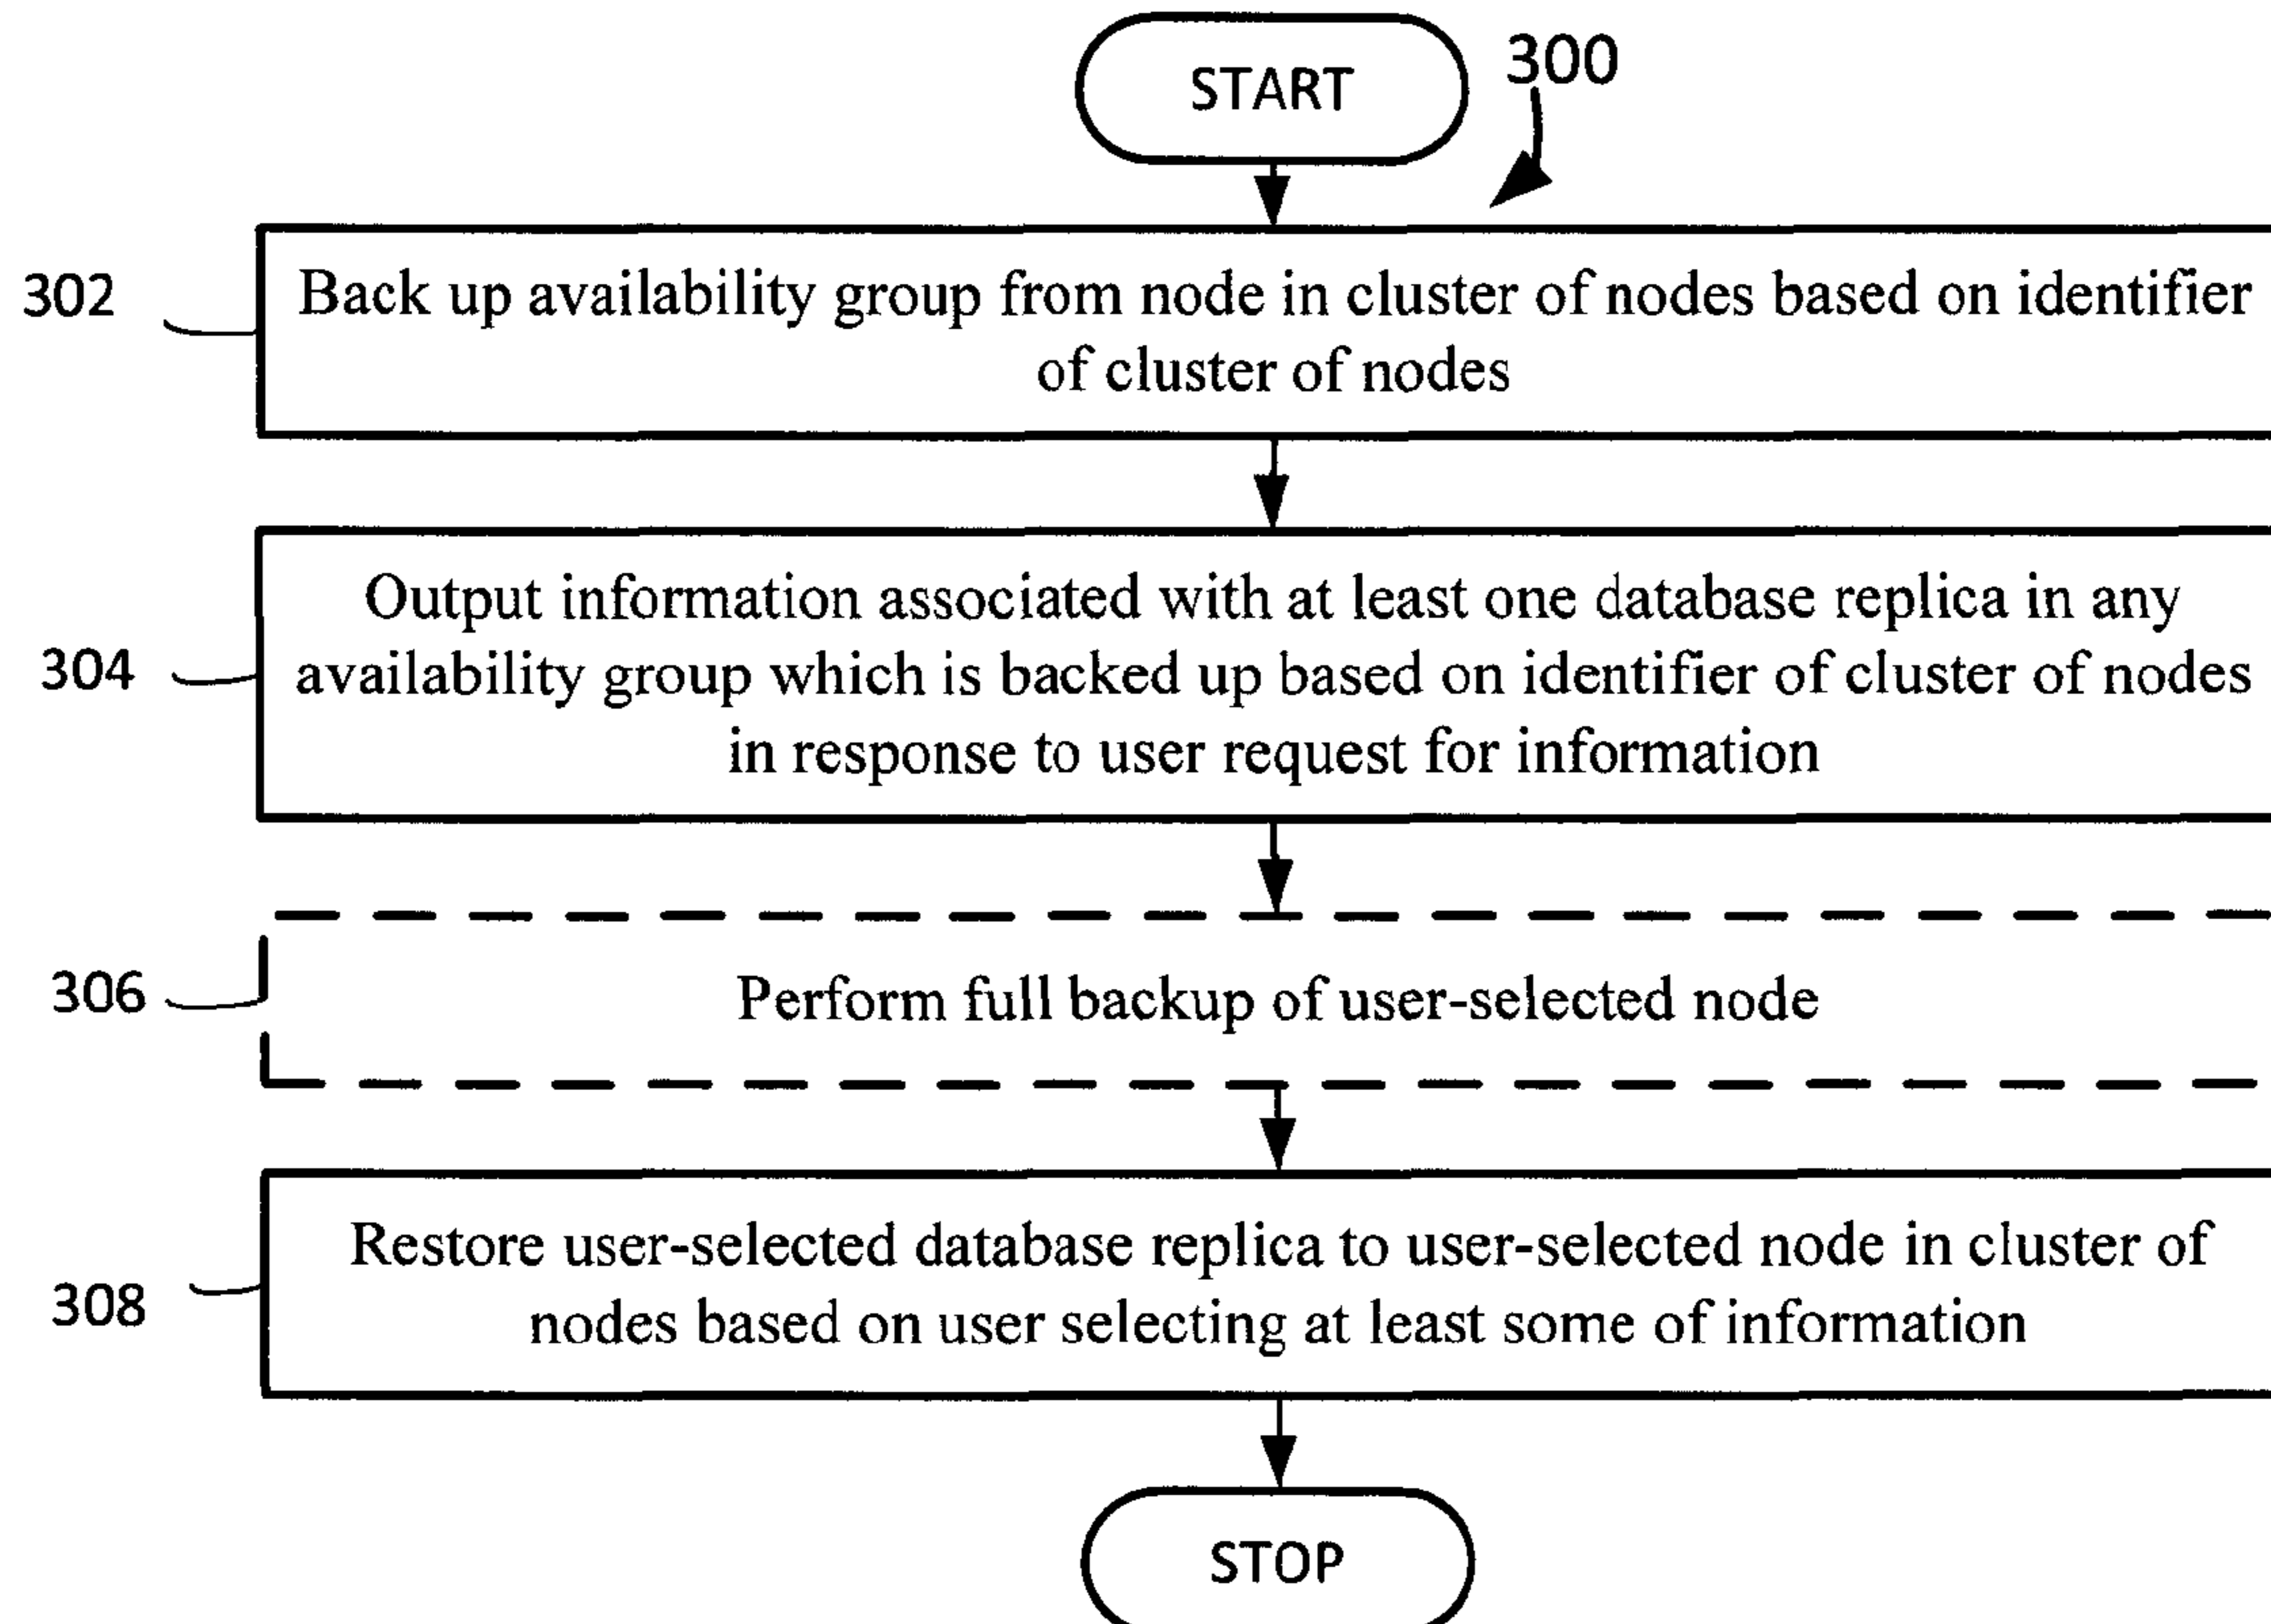 START
300
302
Back up availability group from node in cluster of nodes based on identifier
of cluster of nodes
304
Output information associated with at least one database replica in any
availability group which is backed up based on identifier of cluster of nodes
in response to user request for information
306
Perform full backup of user-selected node
308
Restore user-selected database replica to user-selected node in cluster of
nodes based on user selecting at least some of information
STOP